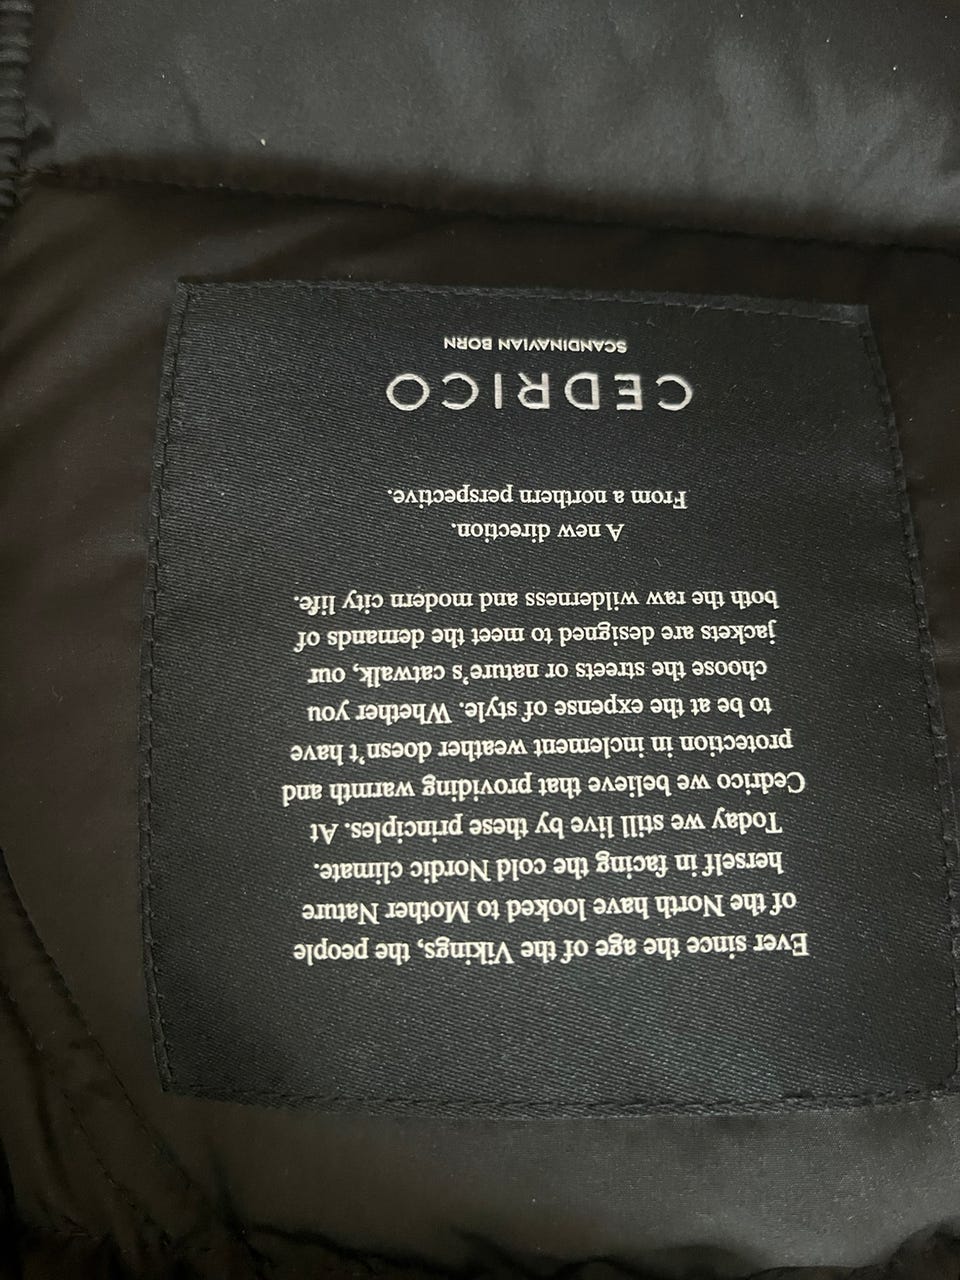 Ever since the age of the Vikings, the people
of the North have looked to Mother Nature
herself in facing the cold Nordic climate.
Today we still live by these principles. At
Cedrico we believe that providing warmth and
protection in inclement weather doesn't have
to be at the expense of style. Whether you
choose the streets or nature's catwalk, our
jackets are designed to meet the demands of
both the raw wilderness and modern city life.
A new direction.
From a northern perspective.
CEDRICO
SCANDINAVIAN BORN